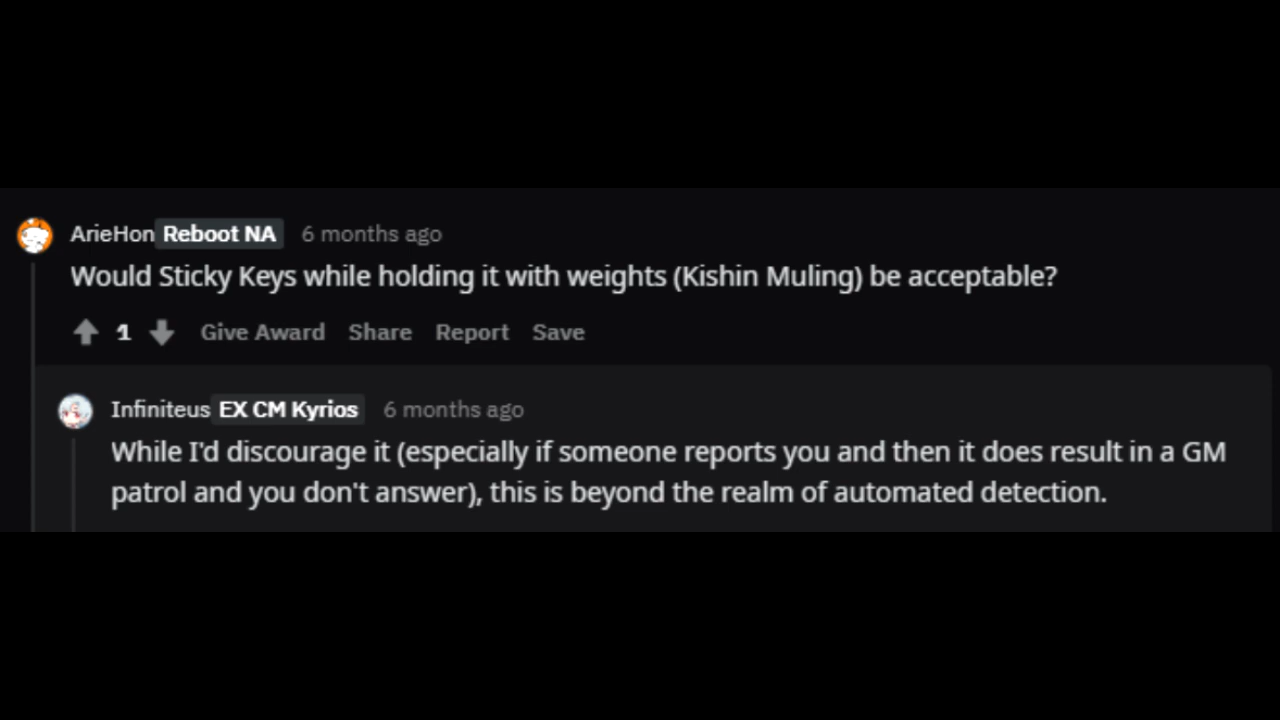 ArieHon Reboot NA 6 months ago
Would Sticky Keys while holding it with weights (Kishin Muling) be acceptable?
1 Give Award Share Report Save
Infiniteus EX CM Kyrios 6 months ago
While I'd discourage it (especially if someone reports you and then it does result in a GM
patrol and you don't answer), this is beyond the realm of automated detection.